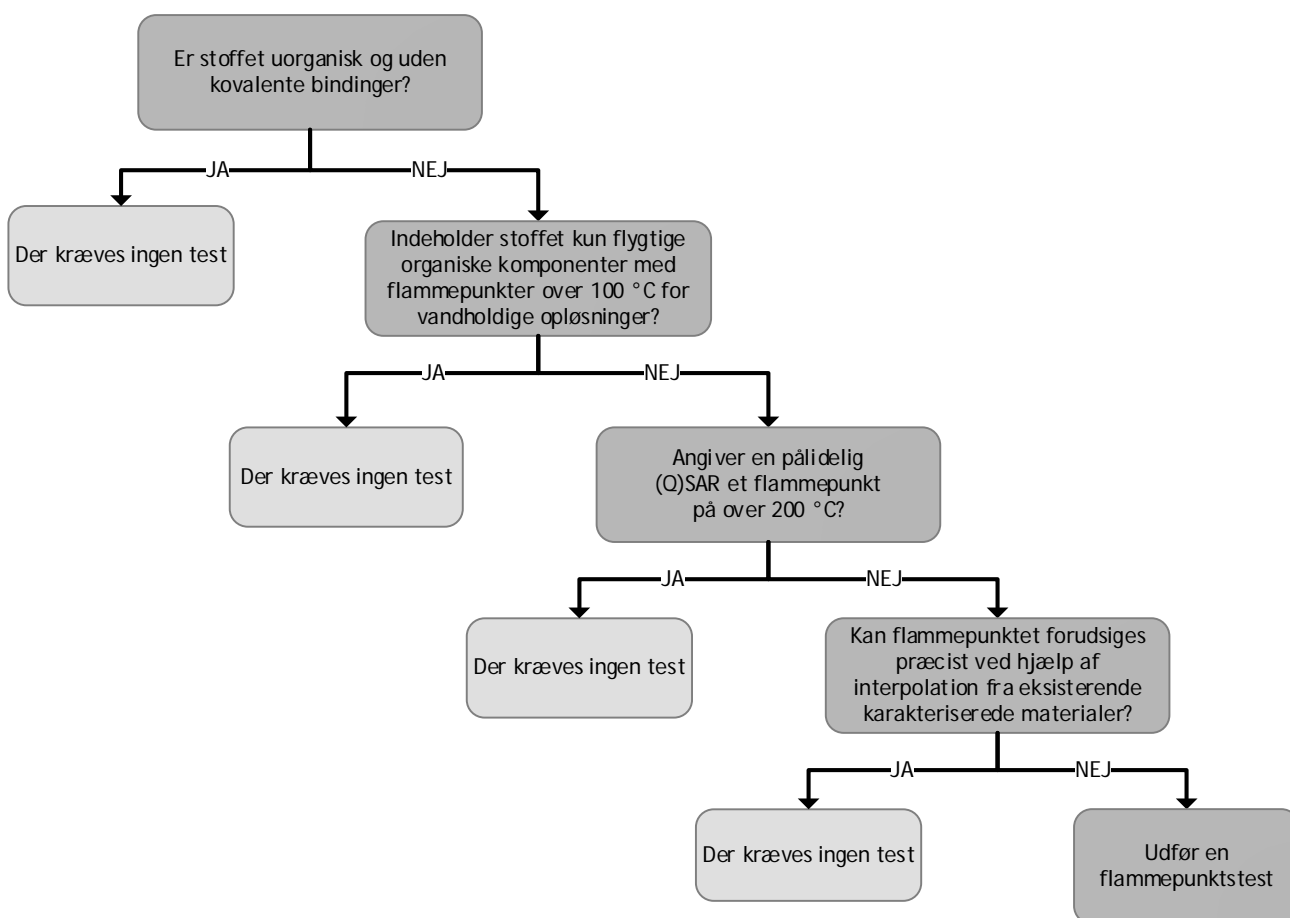 Er stoffet uorganisk og uden
kovalente bindinger?
JA
NEJ
Der kræves ingen test
Indeholder stoffet kun flygtige
organiske komponenter med
flammepunkter over 100 °C for
vandholdige opløsninger?
JA
NEJ
Der kræves ingen test
Angiver en pålidelig
(Q)SAR et flammepunkt
på over 200 °C?
JA
NEJ
Der kræves ingen test
Kan flammepunktet forudsiges
præcist ved hjælp af
interpolation fra eksisterende
karakteriserede materialer?
JA
NEJ
Der kræves ingen test
Udfør en
flammepunktstest